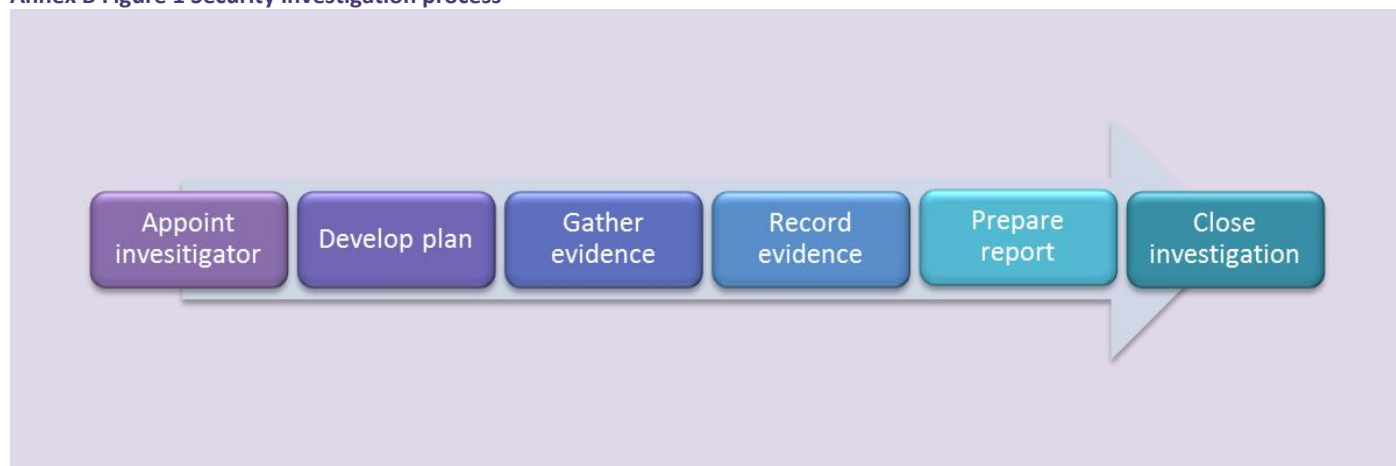 Annex D Figure 1 Security investigation process
Appoint
invesitigator
Develop plan
Gather
evidence
Record
evidence
Prepare
report
Close
investigation